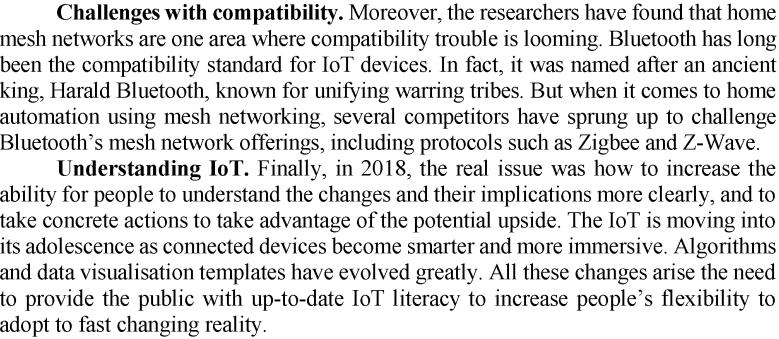 Challenges with compatibility. Moreover, the researchers have found that home
mesh networks are one area where compatibility trouble is looming. Bluetooth has long
been the compatibility standard for IoT devices. In fact, it was named after an ancient
king, Harald Bluetooth, known for unifying warring tribes. But when it comes to home
automation using mesh networking, several competitors have sprung up to challenge
Bluetooth’s mesh network offerings, including protocols such as Zigbee and Z-Wave.
Understanding IoT. Finally, in 2018, the real issue was how to increase the
ability for people to understand the changes and their implications more clearly, and to
take concrete actions to take advantage of the potential upside. The IoT is moving into
its adolescence as connected devices become smarter and more immersive. Algorithms
and data visualisation templates have evolved greatly. All these changes arise the need
to provide the public with up-to-date IoT literacy to increase people’s flexibility to
adopt to fast changing reality.